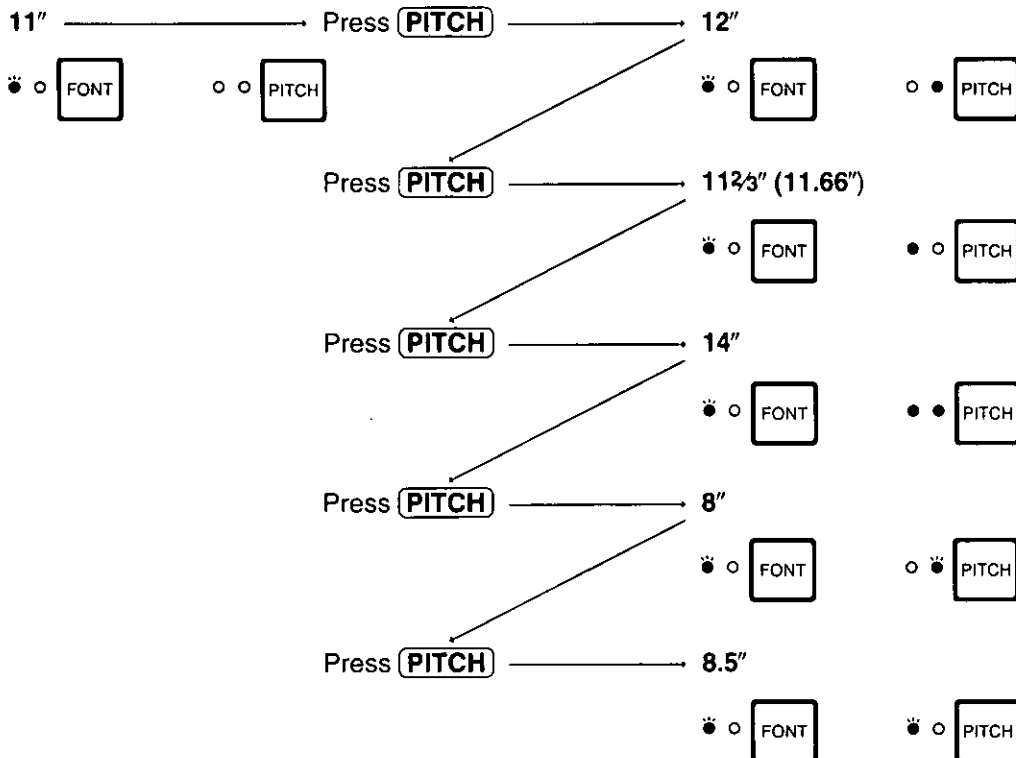 11″ Press PITCH 12″
FONT PITCH FONT PITCH
Press PITCH 11⅔″ (11.66″)
FONT PITCH
Press PITCH 14″
FONT PITCH
Press PITCH 8″
FONT PITCH
Press PITCH 8.5″
FONT PITCH